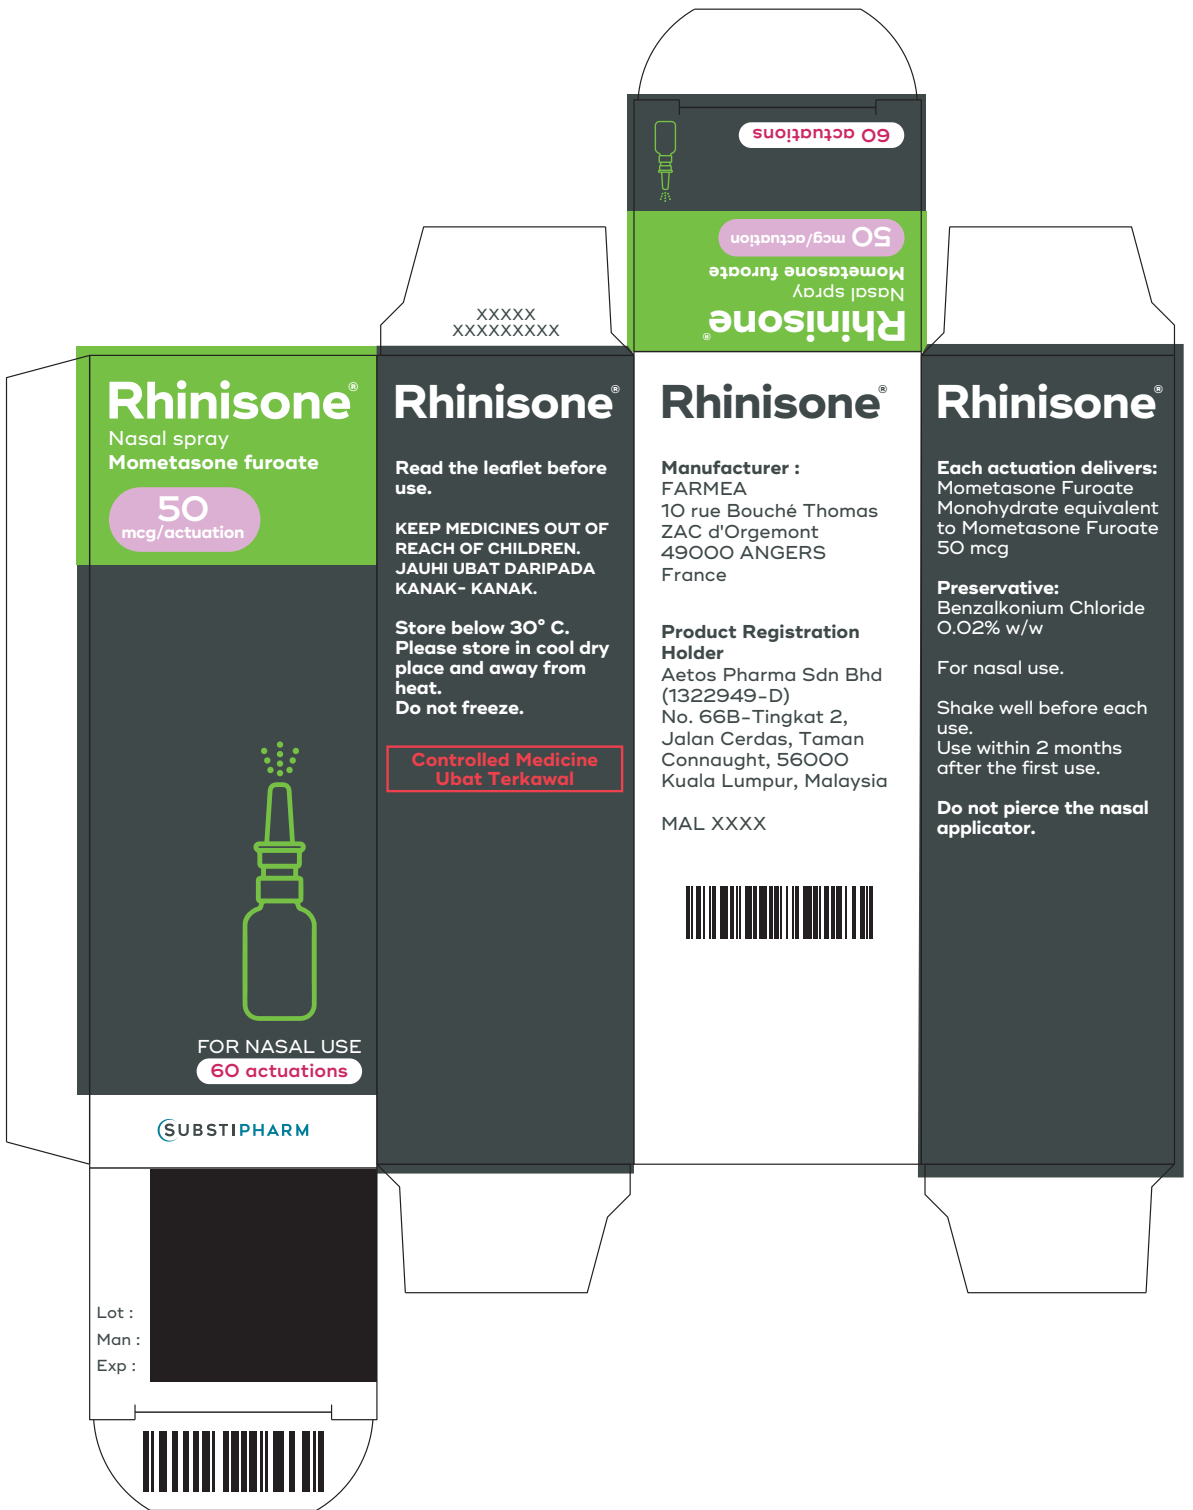 60 actuations
50 mcg/actuation
Mometasone furoate
Nasal spray
Rhinisone®
XXXXX
XXXXXXXXX
Rhinisone®
Nasal spray
Mometasone furoate
50
mcg/actuation
FOR NASAL USE
60 actuations
SUBSTIPHARM
Lot :
Man :
Exp :
Rhinisone®
Read the leaflet before
use.
KEEP MEDICINES OUT OF
REACH OF CHILDREN.
JAUHI UBAT DARIPADA
KANAK- KANAK.
Store below 30° C.
Please store in cool dry
place and away from
heat.
Do not freeze.
Controlled Medicine
Ubat Terkawal
Rhinisone®
Manufacturer :
FARMEA
10 rue Bouché Thomas
ZAC d'Orgemont
49000 ANGERS
France
Product Registration
Holder
Aetos Pharma Sdn Bhd
(1322949-D)
No. 66B-Tingkat 2,
Jalan Cerdas, Taman
Connaught, 56000
Kuala Lumpur, Malaysia
MAL XXXX
Rhinisone®
Each actuation delivers:
Mometasone Furoate
Monohydrate equivalent
to Mometasone Furoate
50 mcg
Preservative:
Benzalkonium Chloride
0.02% w/w
For nasal use.
Shake well before each
use.
Use within 2 months
after the first use.
Do not pierce the nasal
applicator.